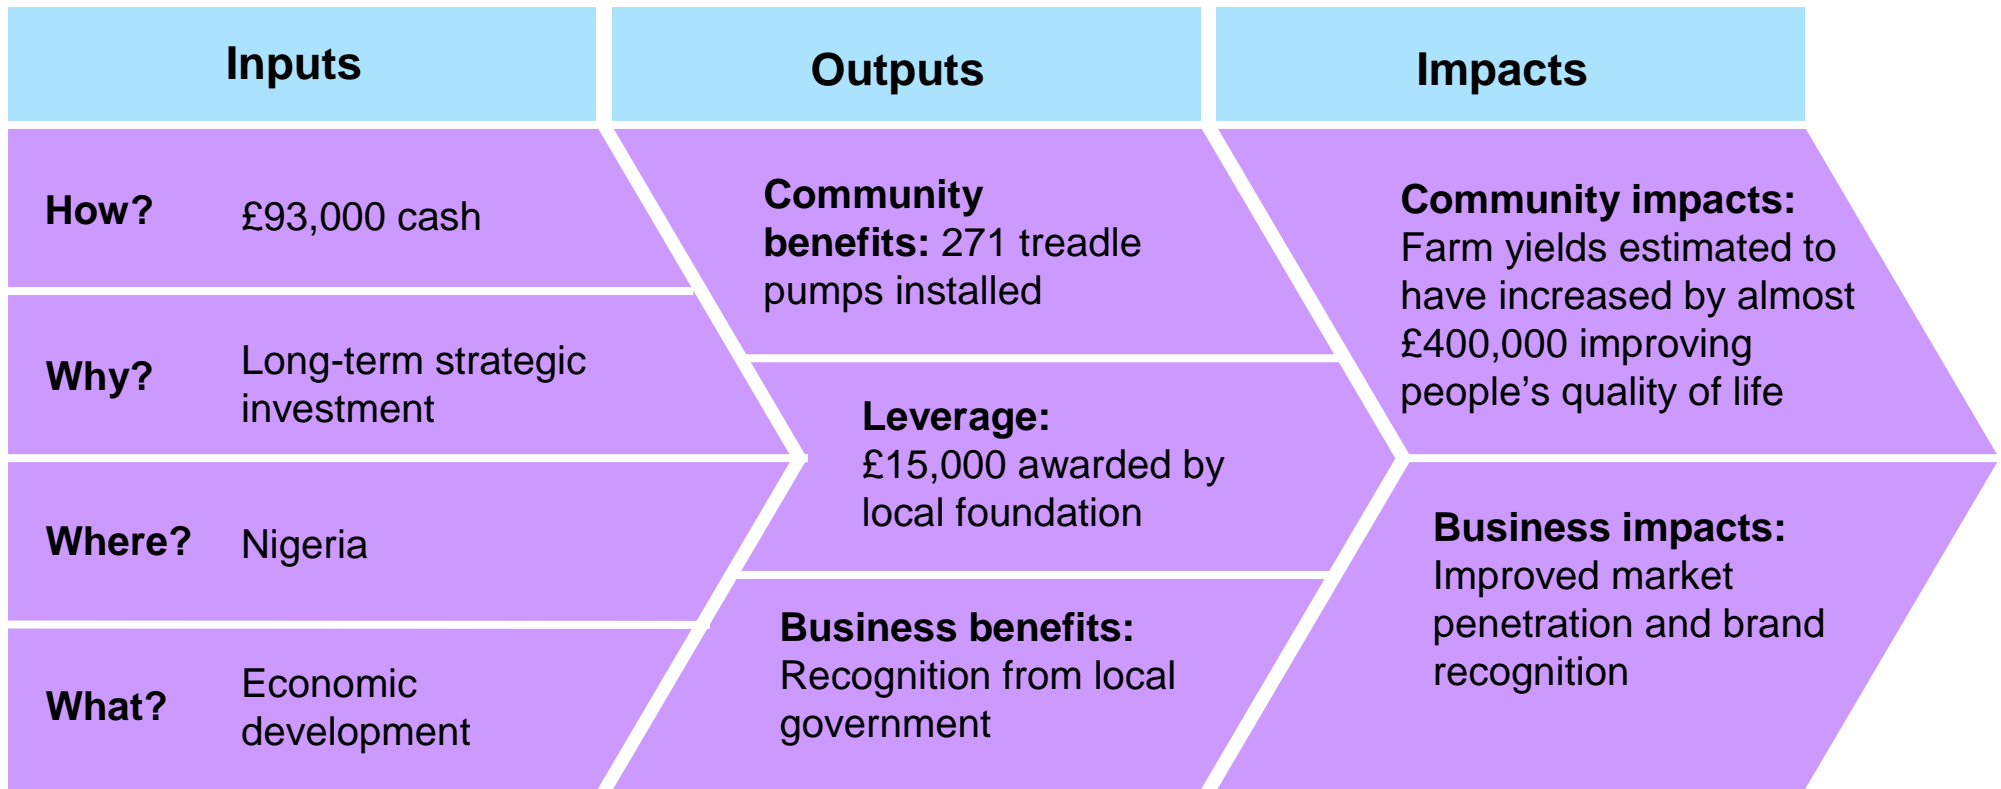 Inputs
Outputs
Impacts
How?
£93,000 cash
Why?
Long-term strategic
investment
Where?
Nigeria
What?
Economic
development
Community
benefits: 271 treadle
pumps installed
Leverage:
£15,000 awarded by
local foundation
Business benefits:
Recognition from local
government
Community impacts:
Farm yields estimated to
have increased by almost
£400,000 improving
people’s quality of life
Business impacts:
Improved market
penetration and brand
recognition